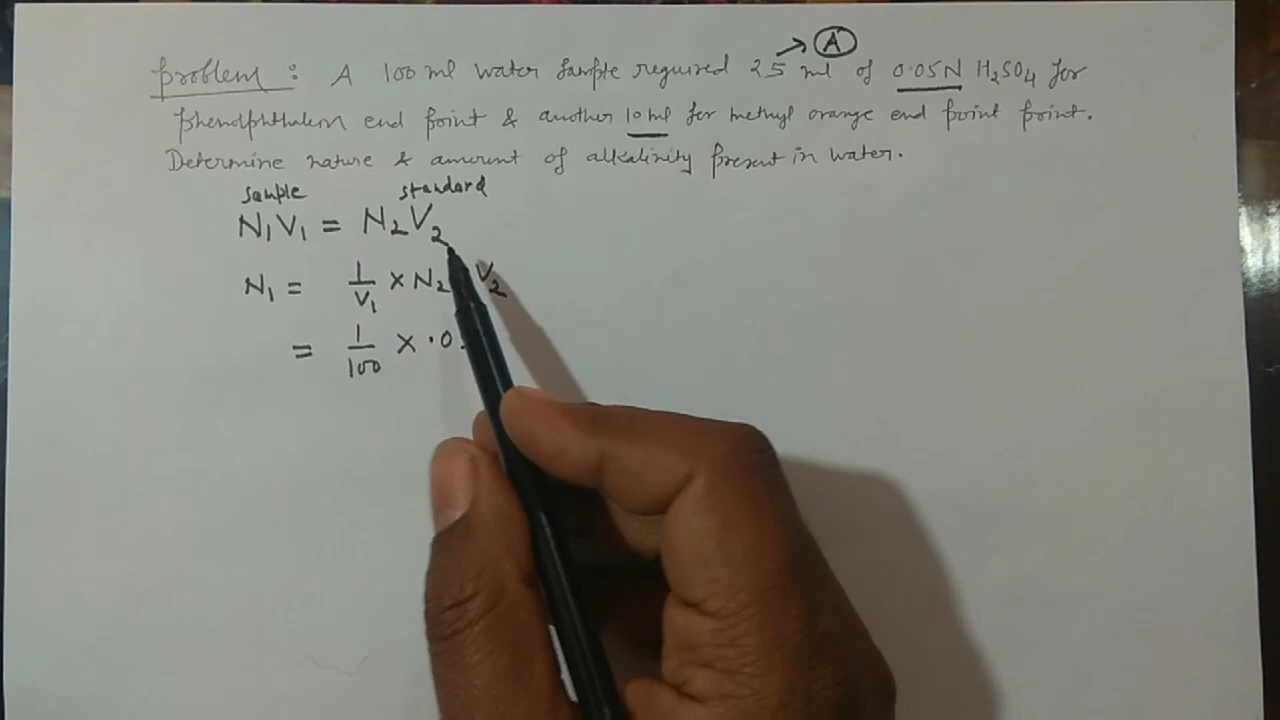 A
problem : A 100 ml water sample required 25 ml of 0.05N H₂SO₄ for
phenolphthalein end point & another 10 ml for methyl orange end point point.
Determine nature & amount of alkalinity present in water.
sample standard
N₁V₁ = N₂V₂
N₁ = 1/V₁ × N₂ V₂
= 1/100 × .0